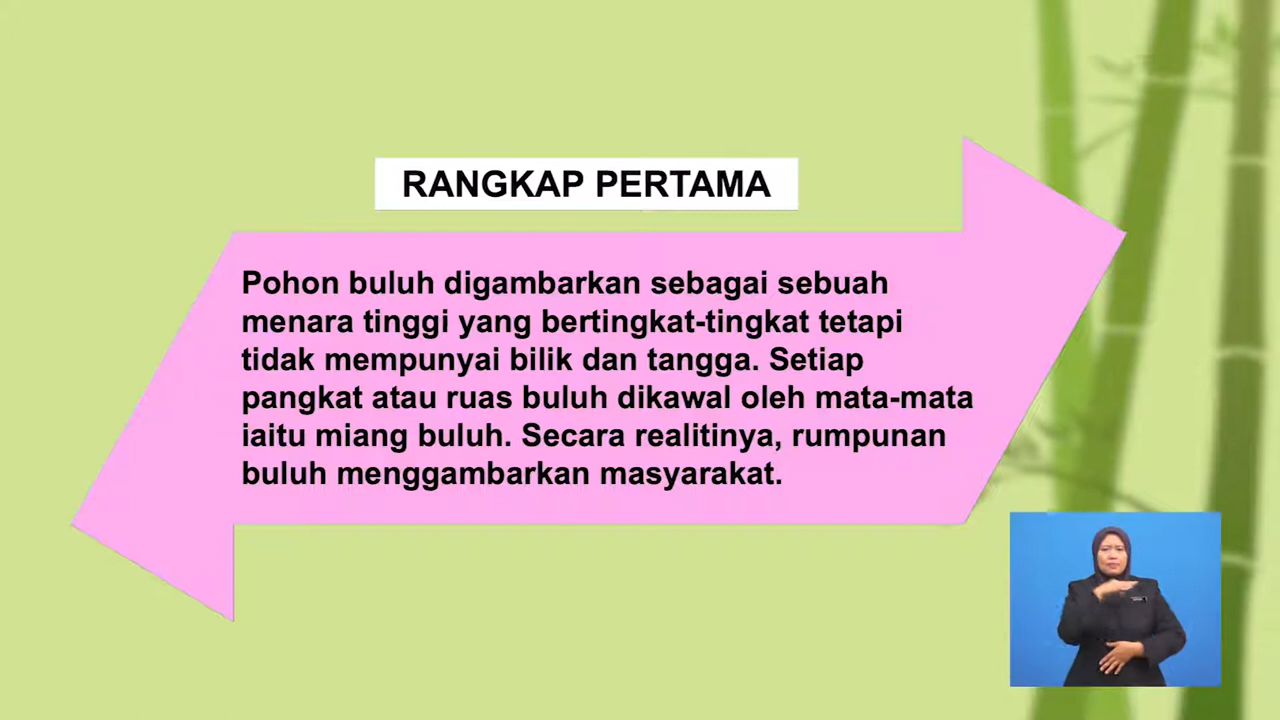 RANGKAP PERTAMA
Pohon buluh digambarkan sebagai sebuah
menara tinggi yang bertingkat-tingkat tetapi
tidak mempunyai bilik dan tangga. Setiap
pangkat atau ruas buluh dikawal oleh mata-mata
iaitu miang buluh. Secara realitinya, rumpunan
buluh menggambarkan masyarakat.